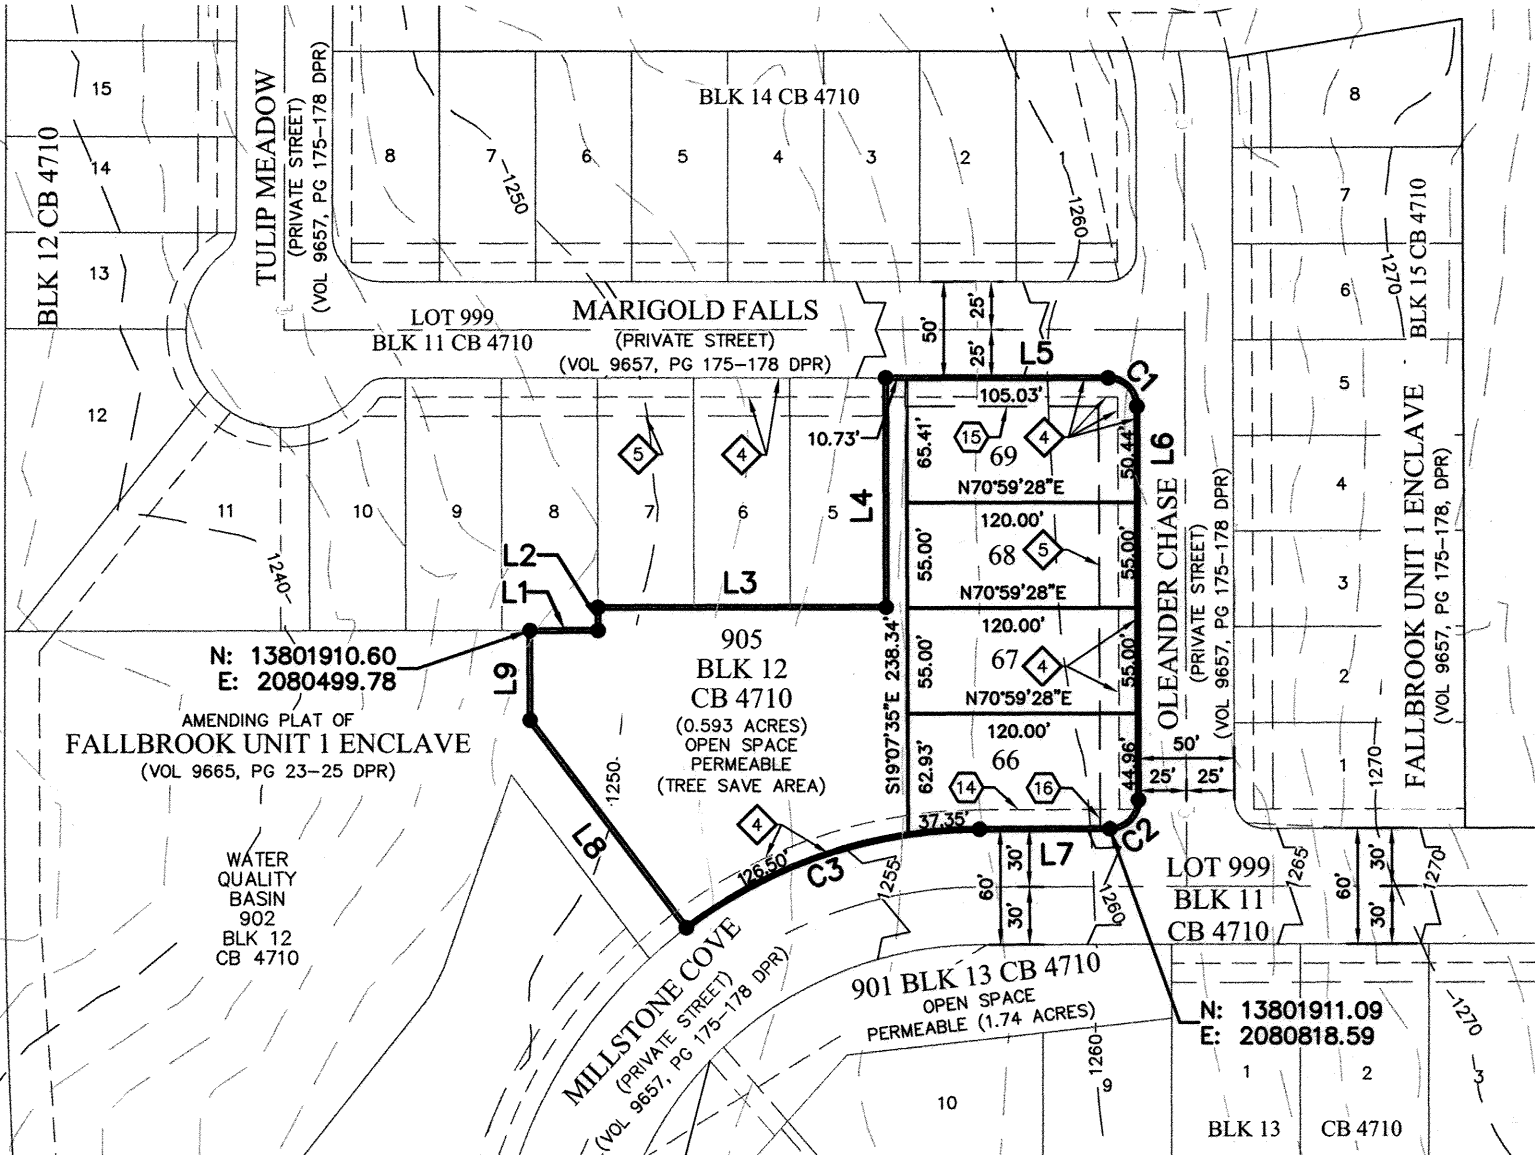 BLK 12 CB 4710
15
14
13
12
11
10
9
8
7
6
5
TULIP MEADOW
(PRIVATE STREET)
(VOL 9657, PG 175-178 DPR)
BLK 14 CB 4710
8
7
6
5
4
3
2
1
1250
1260
LOT 999
BLK 11 CB 4710
MARIGOLD FALLS
(PRIVATE STREET)
(VOL 9657, PG 175-178 DPR)
50'
25'
25'
L5
C1
105.03'
10.73'
65.41'
15
69
4
50.44'
L6
N70°59'28"E
120.00'
55.00'
68
5
55.00'
N70°59'28"E
120.00'
55.00'
67
4
55.00'
N70°59'28"E
120.00'
62.93'
66
44.96'
14
16
37.35'
C2
L4
S19°07'35"E 238.34'
5
4
L2
L1
L3
L9
L8
1240
N: 13801910.60
E: 2080499.78
AMENDING PLAT OF
FALLBROOK UNIT 1 ENCLAVE
(VOL 9665, PG 23-25 DPR)
905
BLK 12
CB 4710
(0.593 ACRES)
OPEN SPACE
PERMEABLE
(TREE SAVE AREA)
4
1250
126.50'
C3
1255
60'
30'
30'
L7
1260
WATER
QUALITY
BASIN
902
BLK 12
CB 4710
MILLSTONE COVE
(PRIVATE STREET)
(VOL 9657, PG 175-178 DPR)
901 BLK 13 CB 4710
OPEN SPACE
PERMEABLE (1.74 ACRES)
OLEANDER CHASE
(PRIVATE STREET)
(VOL 9657, PG 175-178 DPR)
50'
25'
25'
LOT 999
BLK 11
CB 4710
1265
60'
30'
30'
1270
N: 13801911.09
E: 2080818.59
8
7
6
5
4
3
2
1
1270
BLK 15 CB 4710
FALLBROOK UNIT 1 ENCLAVE
(VOL 9657, PG 175-178, DPR)
1270
1270
1260
10
9
1
2
3
BLK 13
CB 4710